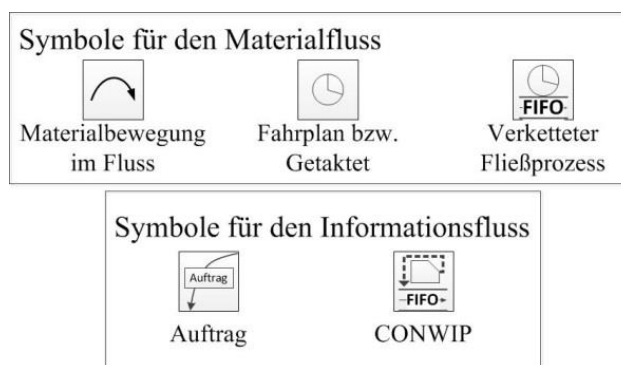 Symbole für den Materialfluss
FIFO
Materialbewegung im Fluss
Fahrplan bzw. Getaktet
Verketteter Fließprozess
Symbole für den Informationsfluss
Auftrag
FIFO
Auftrag
CONWIP